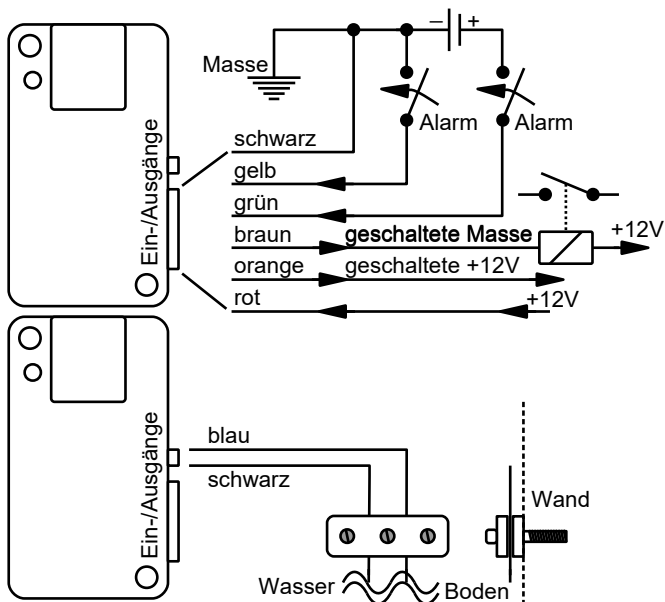 − +
Masse
Alarm Alarm
schwarz
gelb
grün
braun geschaltete Masse +12V
orange geschaltete +12V
rot +12V
Ein-/Ausgänge
blau
schwarz
Ein-/Ausgänge
Wand
Wasser Boden